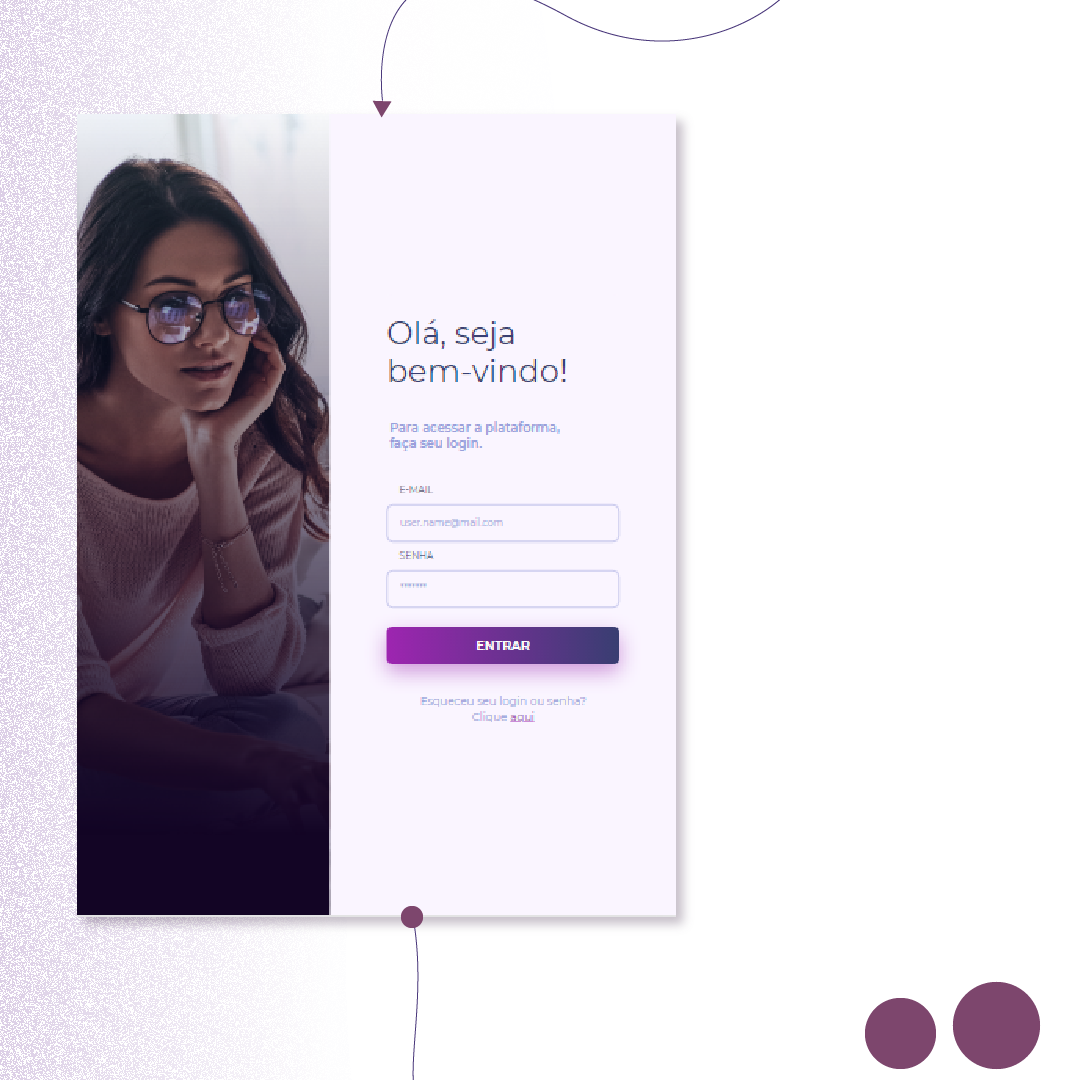 Olá, seja
bem-vindo!
Para acessar a plataforma,
faça seu login.
E-MAIL
user.name@mail.com
SENHA
*******
ENTRAR
Esqueceu seu login ou senha?
Clique aqui